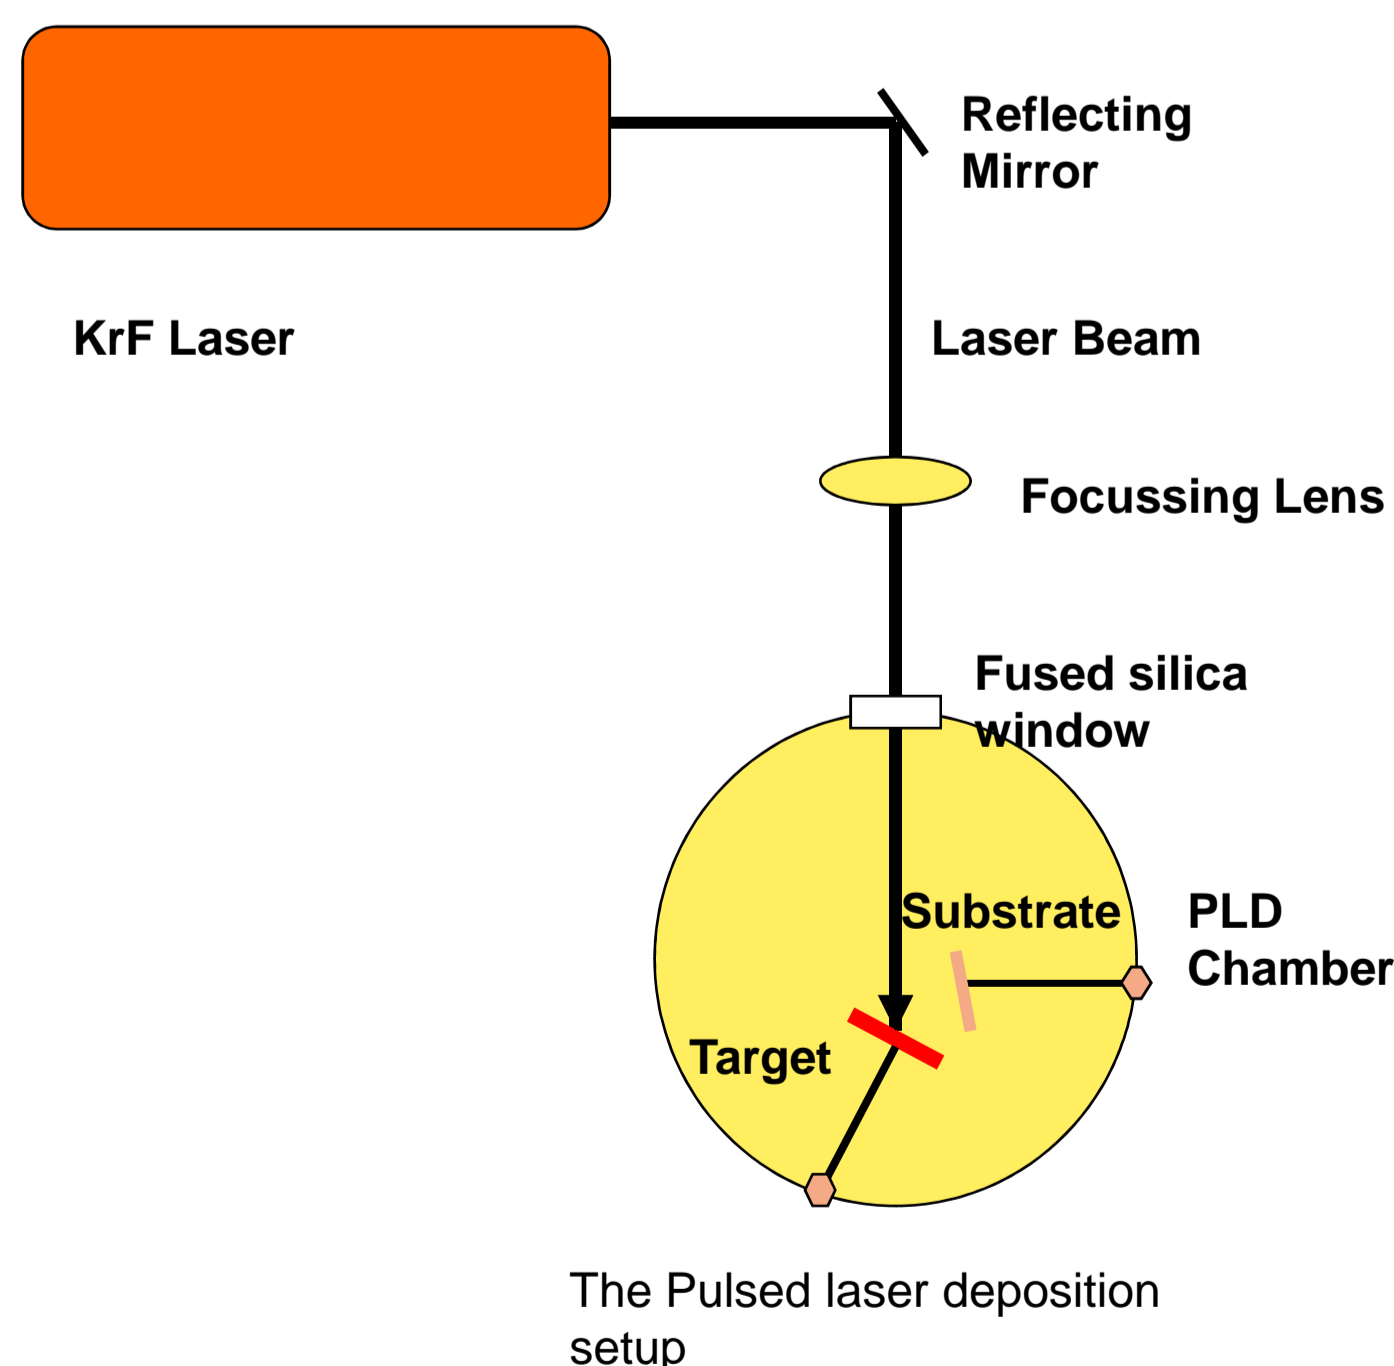 Reflecting
Mirror
KrF Laser
Laser Beam
Focussing Lens
Fused silica
window
Substrate
PLD
Chamber
Target
The Pulsed laser deposition
setup